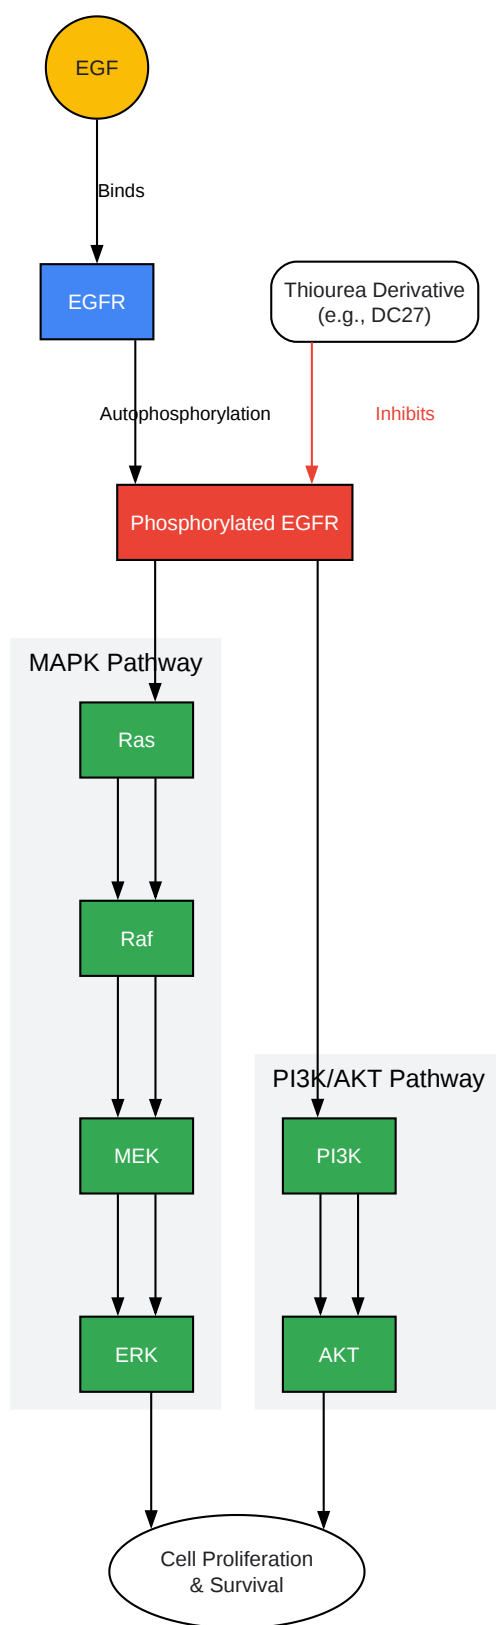 EGF
Binds
EGFR
Thiourea Derivative
(e.g., DC27)
Autophosphorylation
Inhibits
Phosphorylated EGFR
MAPK Pathway
Ras
Raf
PI3K/AKT Pathway
MEK
PI3K
ERK
AKT
Cell Proliferation
& Survival